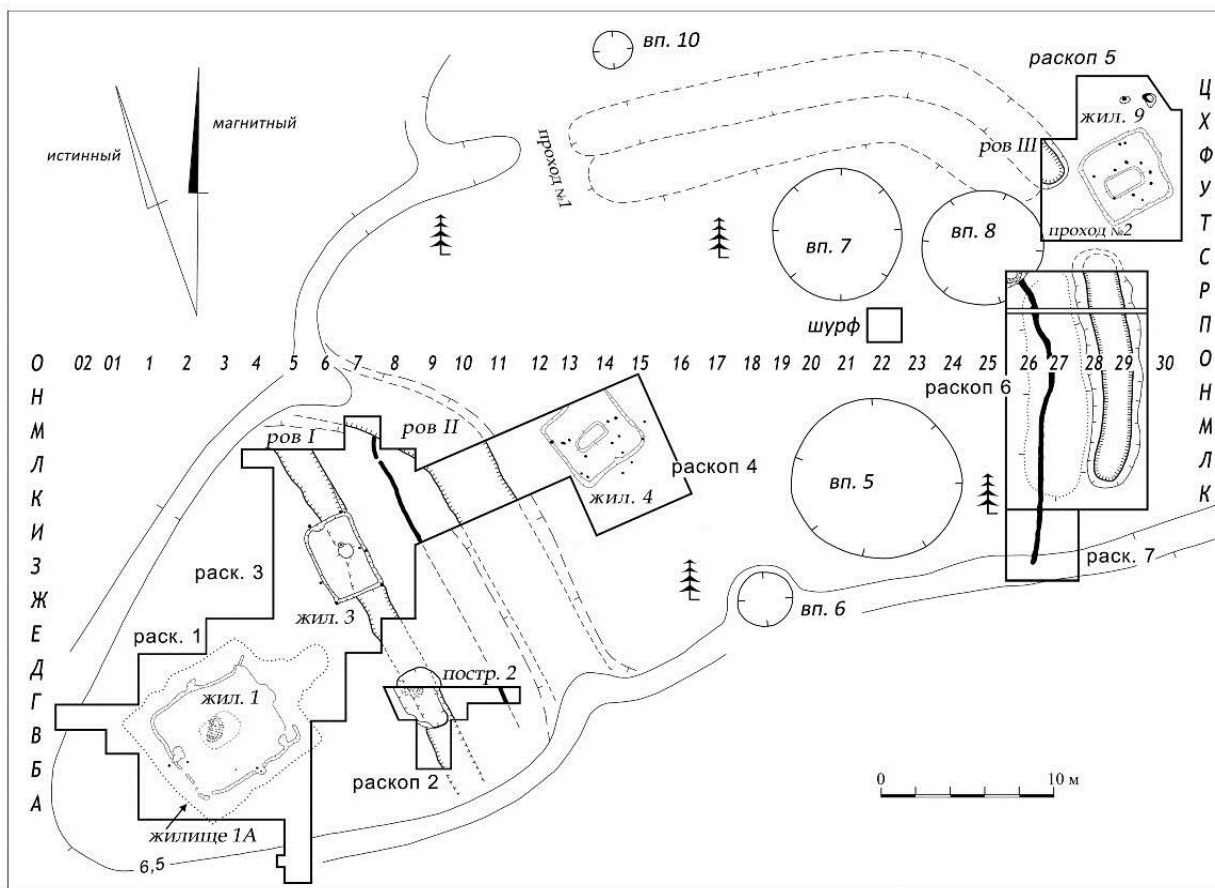 вп. 10
раскоп 5
магнитный
истинный
проход №1
жил. 9
ров III
проход №2
вп. 7
вп. 8
шурф
Ц
Х
Ф
У
Т
С
Р
П
О
Н
М
Л
К
О 02 01 1 2 3 4 5 6 7 8 9 10 11 12 13 14 15 16 17 18 19 20 21 22 23 24 25 26 27 28 29 30
Н
М
Л
К
И
З
Ж
Е
Д
Г
В
Б
А
раскоп 6
ров I
ров II
раскоп 4
жил. 4
вп. 5
раск. 7
раск. 3
вп. 6
жил. 3
раск. 1
постр. 2
жил. 1
раскоп 2
жилище 1А
6,5
0 10 м